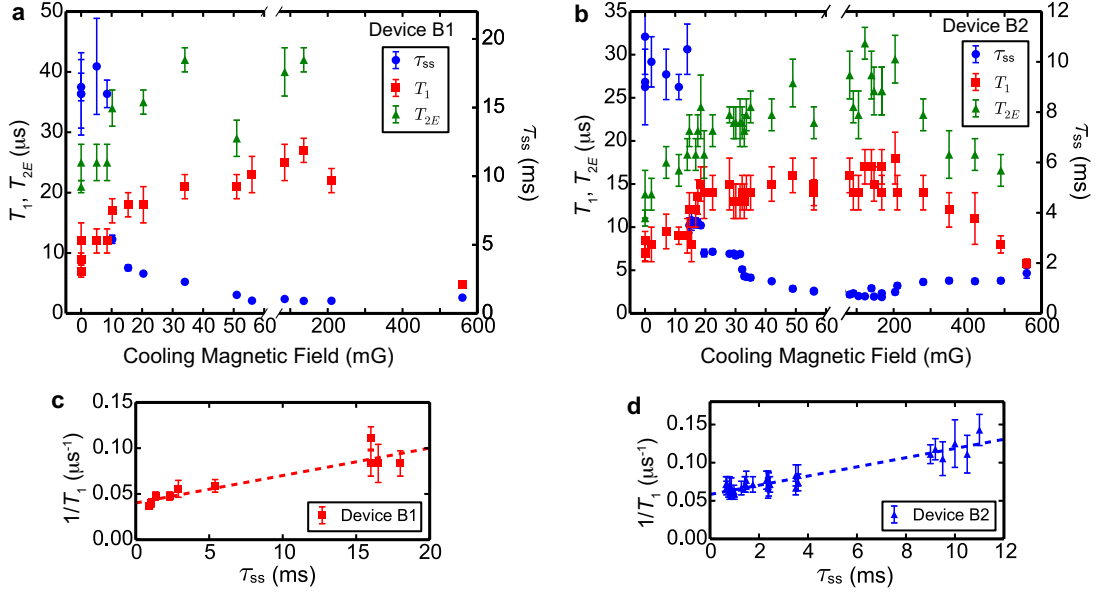 a
Device B1
τss
T1
T2E
T1, T2E (μs)
50
40
30
20
10
0
20
15
10
5
0
τss (ms)
0 10 20 30 40 50 60 200 400 600
Cooling Magnetic Field (mG)
b
Device B2
τss
T1
T2E
T1, T2E (μs)
35
30
25
20
15
10
5
0
12
10
8
6
4
2
0
τss (ms)
0 10 20 30 40 50 60 200 400 600
Cooling Magnetic Field (mG)
c
1/T1 (μs-1)
0.15
0.10
0.05
0.00
Device B1
0 5 10 15 20
τss (ms)
d
1/T1 (μs-1)
0.15
0.10
0.05
0.00
Device B2
0 2 4 6 8 10 12
τss (ms)